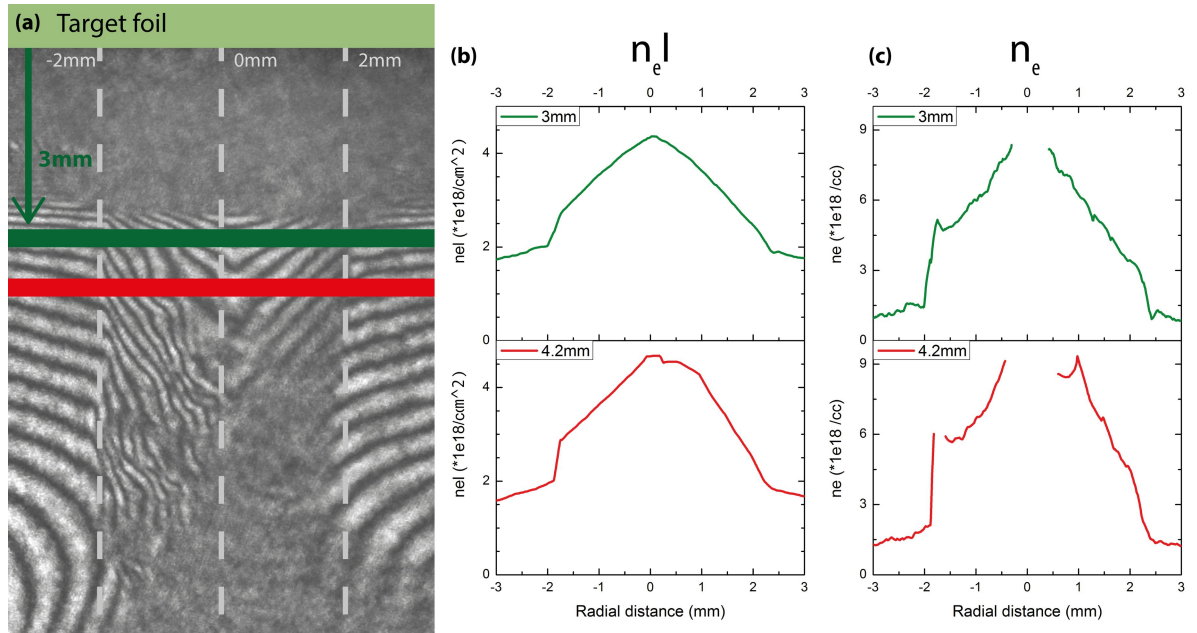 (a) Target foil
-2mm 0mm 2mm
3mm
(b) nel
-3 -2 -1 0 1 2 3
3mm
4
2
0
nel (*1e18/cm^2)
4.2mm
4
2
0
nel (*1e18/cm^2)
-3 -2 -1 0 1 2 3
Radial distance (mm)
(c) ne
-3 -2 -1 0 1 2 3
3mm
9
6
3
0
ne (*1e18 /cc)
4.2mm
9
6
3
0
ne (*1e18 /cc)
-3 -2 -1 0 1 2 3
Radial distance (mm)